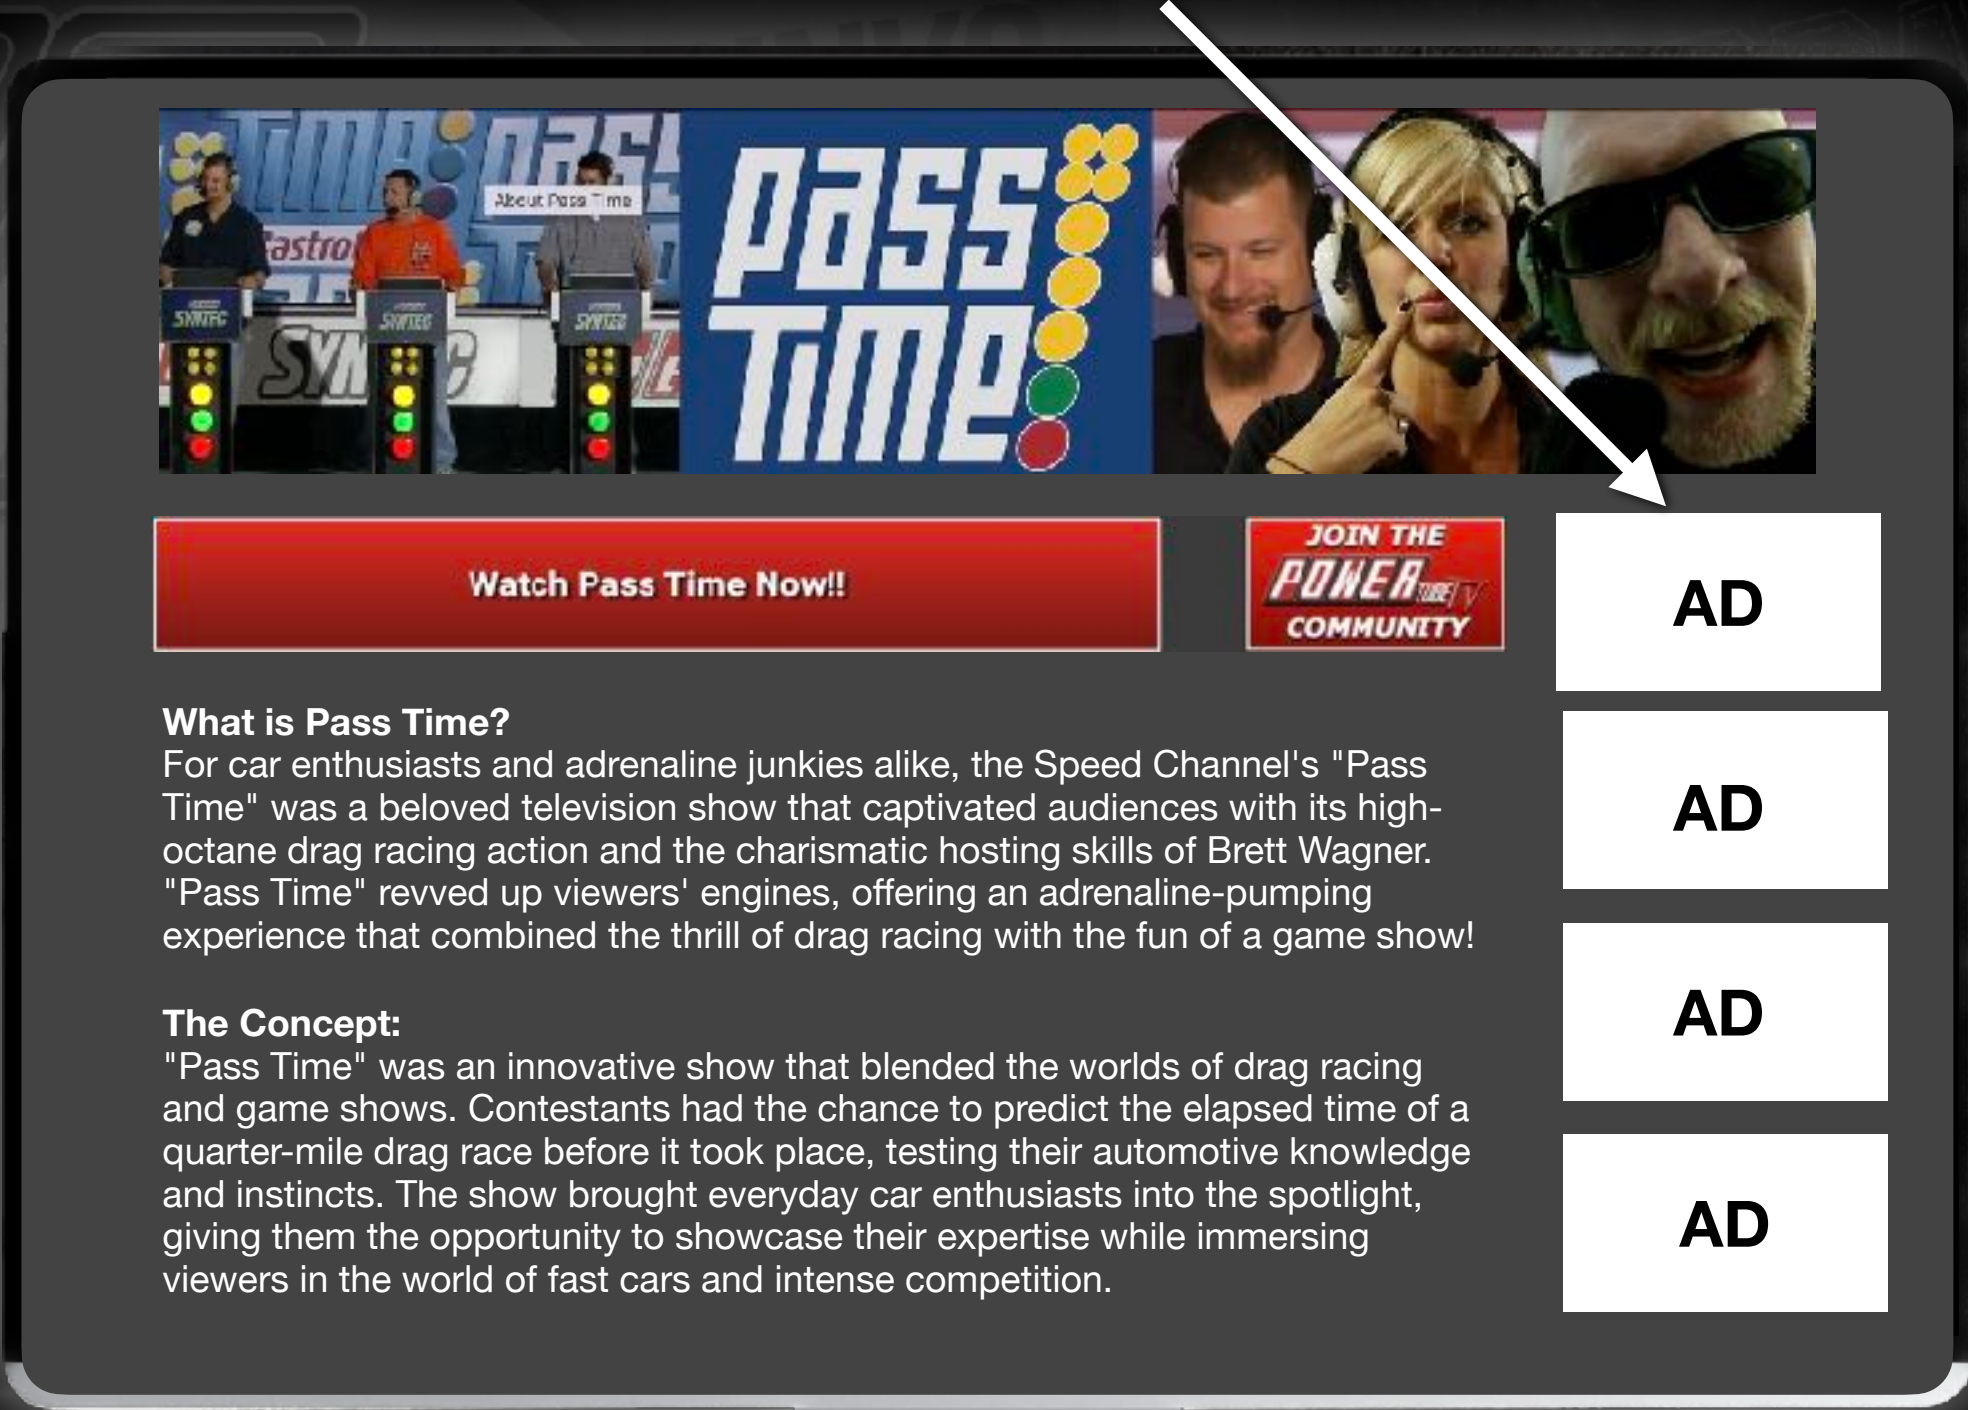 Time
pass
About Pass Time
Castrol
SYNTEC
SYNTEC
SYNTEC
SYN C
pass
Time
Watch Pass Time Now!!
JOIN THE
POWER TUBE TV
COMMUNITY
AD
AD
AD
AD
What is Pass Time?
For car enthusiasts and adrenaline junkies alike, the Speed Channel's "Pass
Time" was a beloved television show that captivated audiences with its high-
octane drag racing action and the charismatic hosting skills of Brett Wagner.
"Pass Time" revved up viewers' engines, offering an adrenaline-pumping
experience that combined the thrill of drag racing with the fun of a game show!
The Concept:
"Pass Time" was an innovative show that blended the worlds of drag racing
and game shows. Contestants had the chance to predict the elapsed time of a
quarter-mile drag race before it took place, testing their automotive knowledge
and instincts. The show brought everyday car enthusiasts into the spotlight,
giving them the opportunity to showcase their expertise while immersing
viewers in the world of fast cars and intense competition.